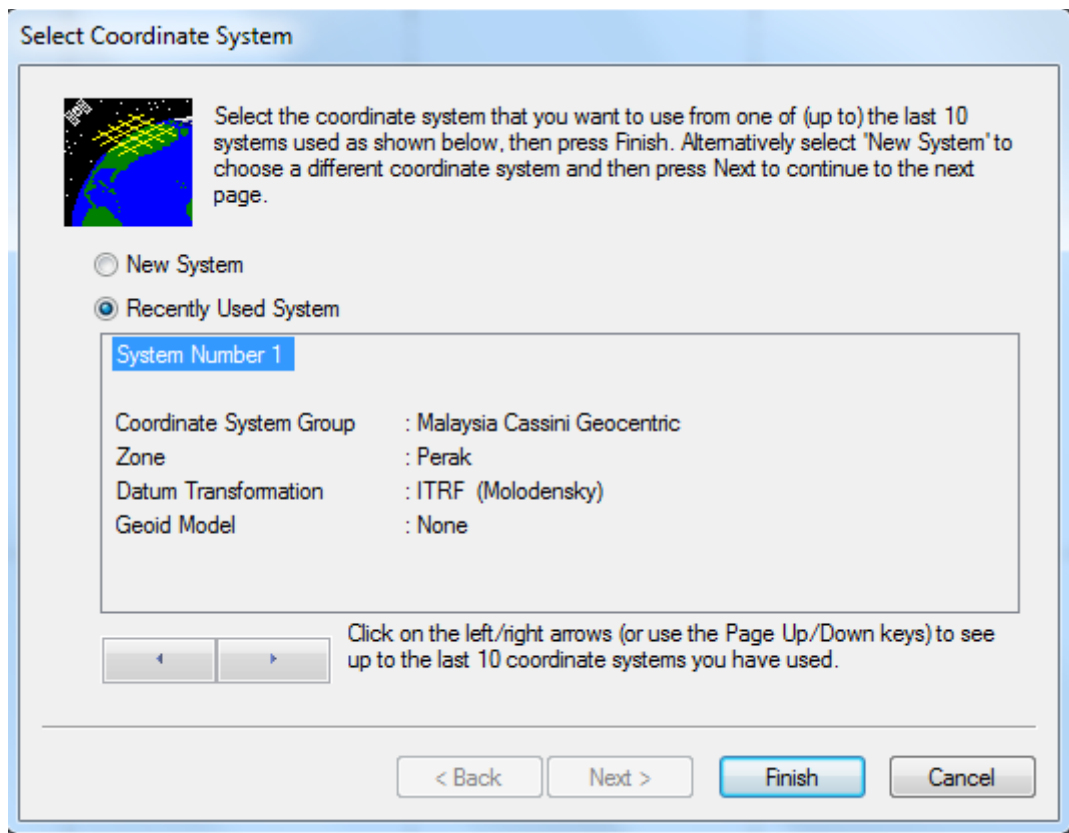 Select Coordinate System
Select the coordinate system that you want to use from one of (up to) the last 10
systems used as shown below, then press Finish. Alternatively select 'New System' to
choose a different coordinate system and then press Next to continue to the next
page.
New System
Recently Used System
System Number 1
Coordinate System Group : Malaysia Cassini Geocentric
Zone : Perak
Datum Transformation : ITRF (Molodensky)
Geoid Model : None
Click on the left/right arrows (or use the Page Up/Down keys) to see
up to the last 10 coordinate systems you have used.
< Back Next > Finish Cancel